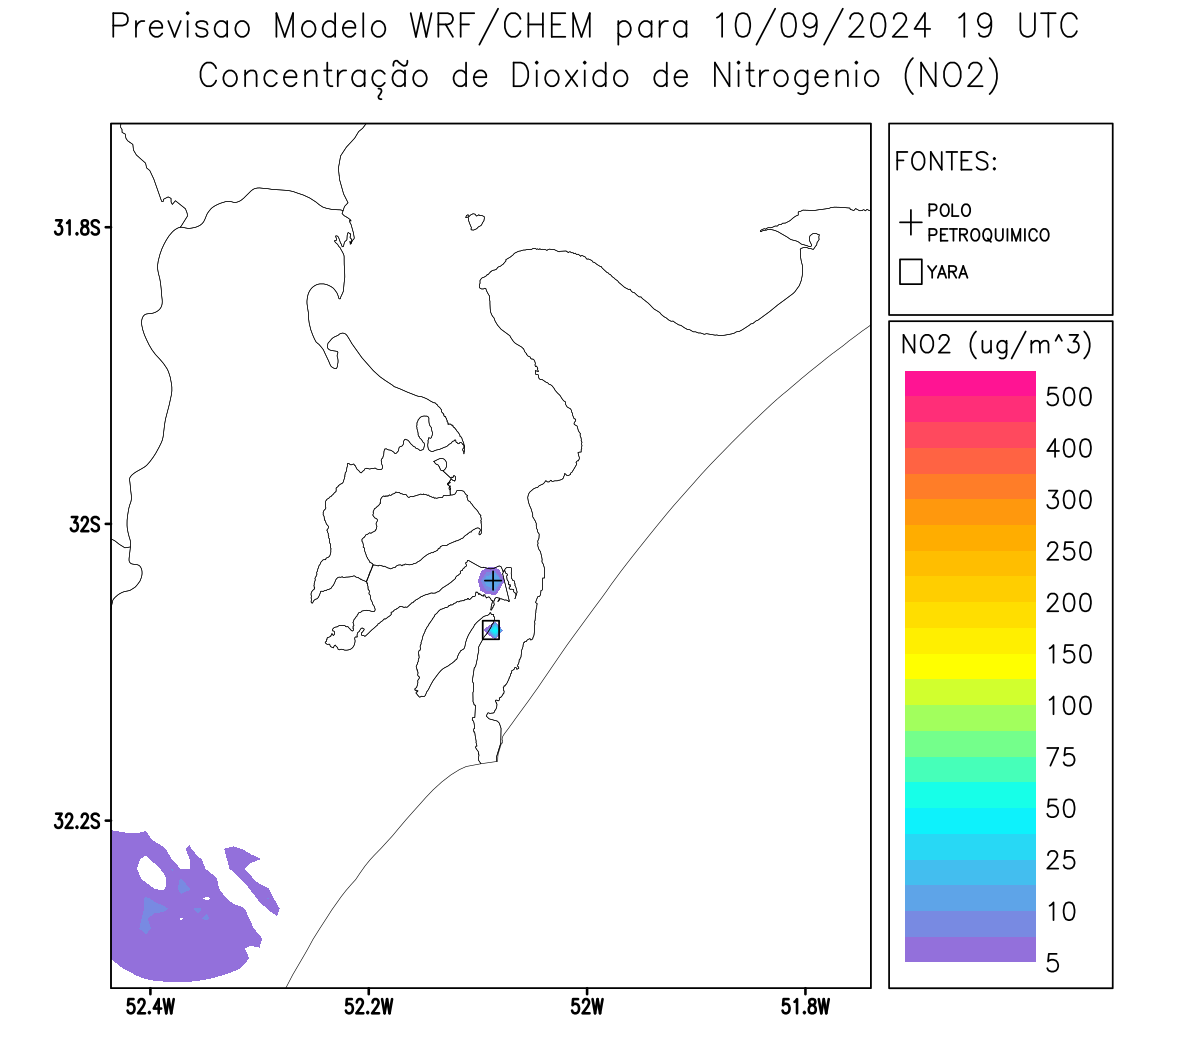 Previsao Modelo WRF/CHEM para 10/09/2024 19 UTC
Concentração de Dioxido de Nitrogenio (NO2)
FONTES:
POLO
PETROQUIMICO
YARA
NO2 (ug/m^3)
500
400
300
250
200
150
100
75
50
25
10
5
31.8S
32S
32.2S
52.4W
52.2W
52W
51.8W